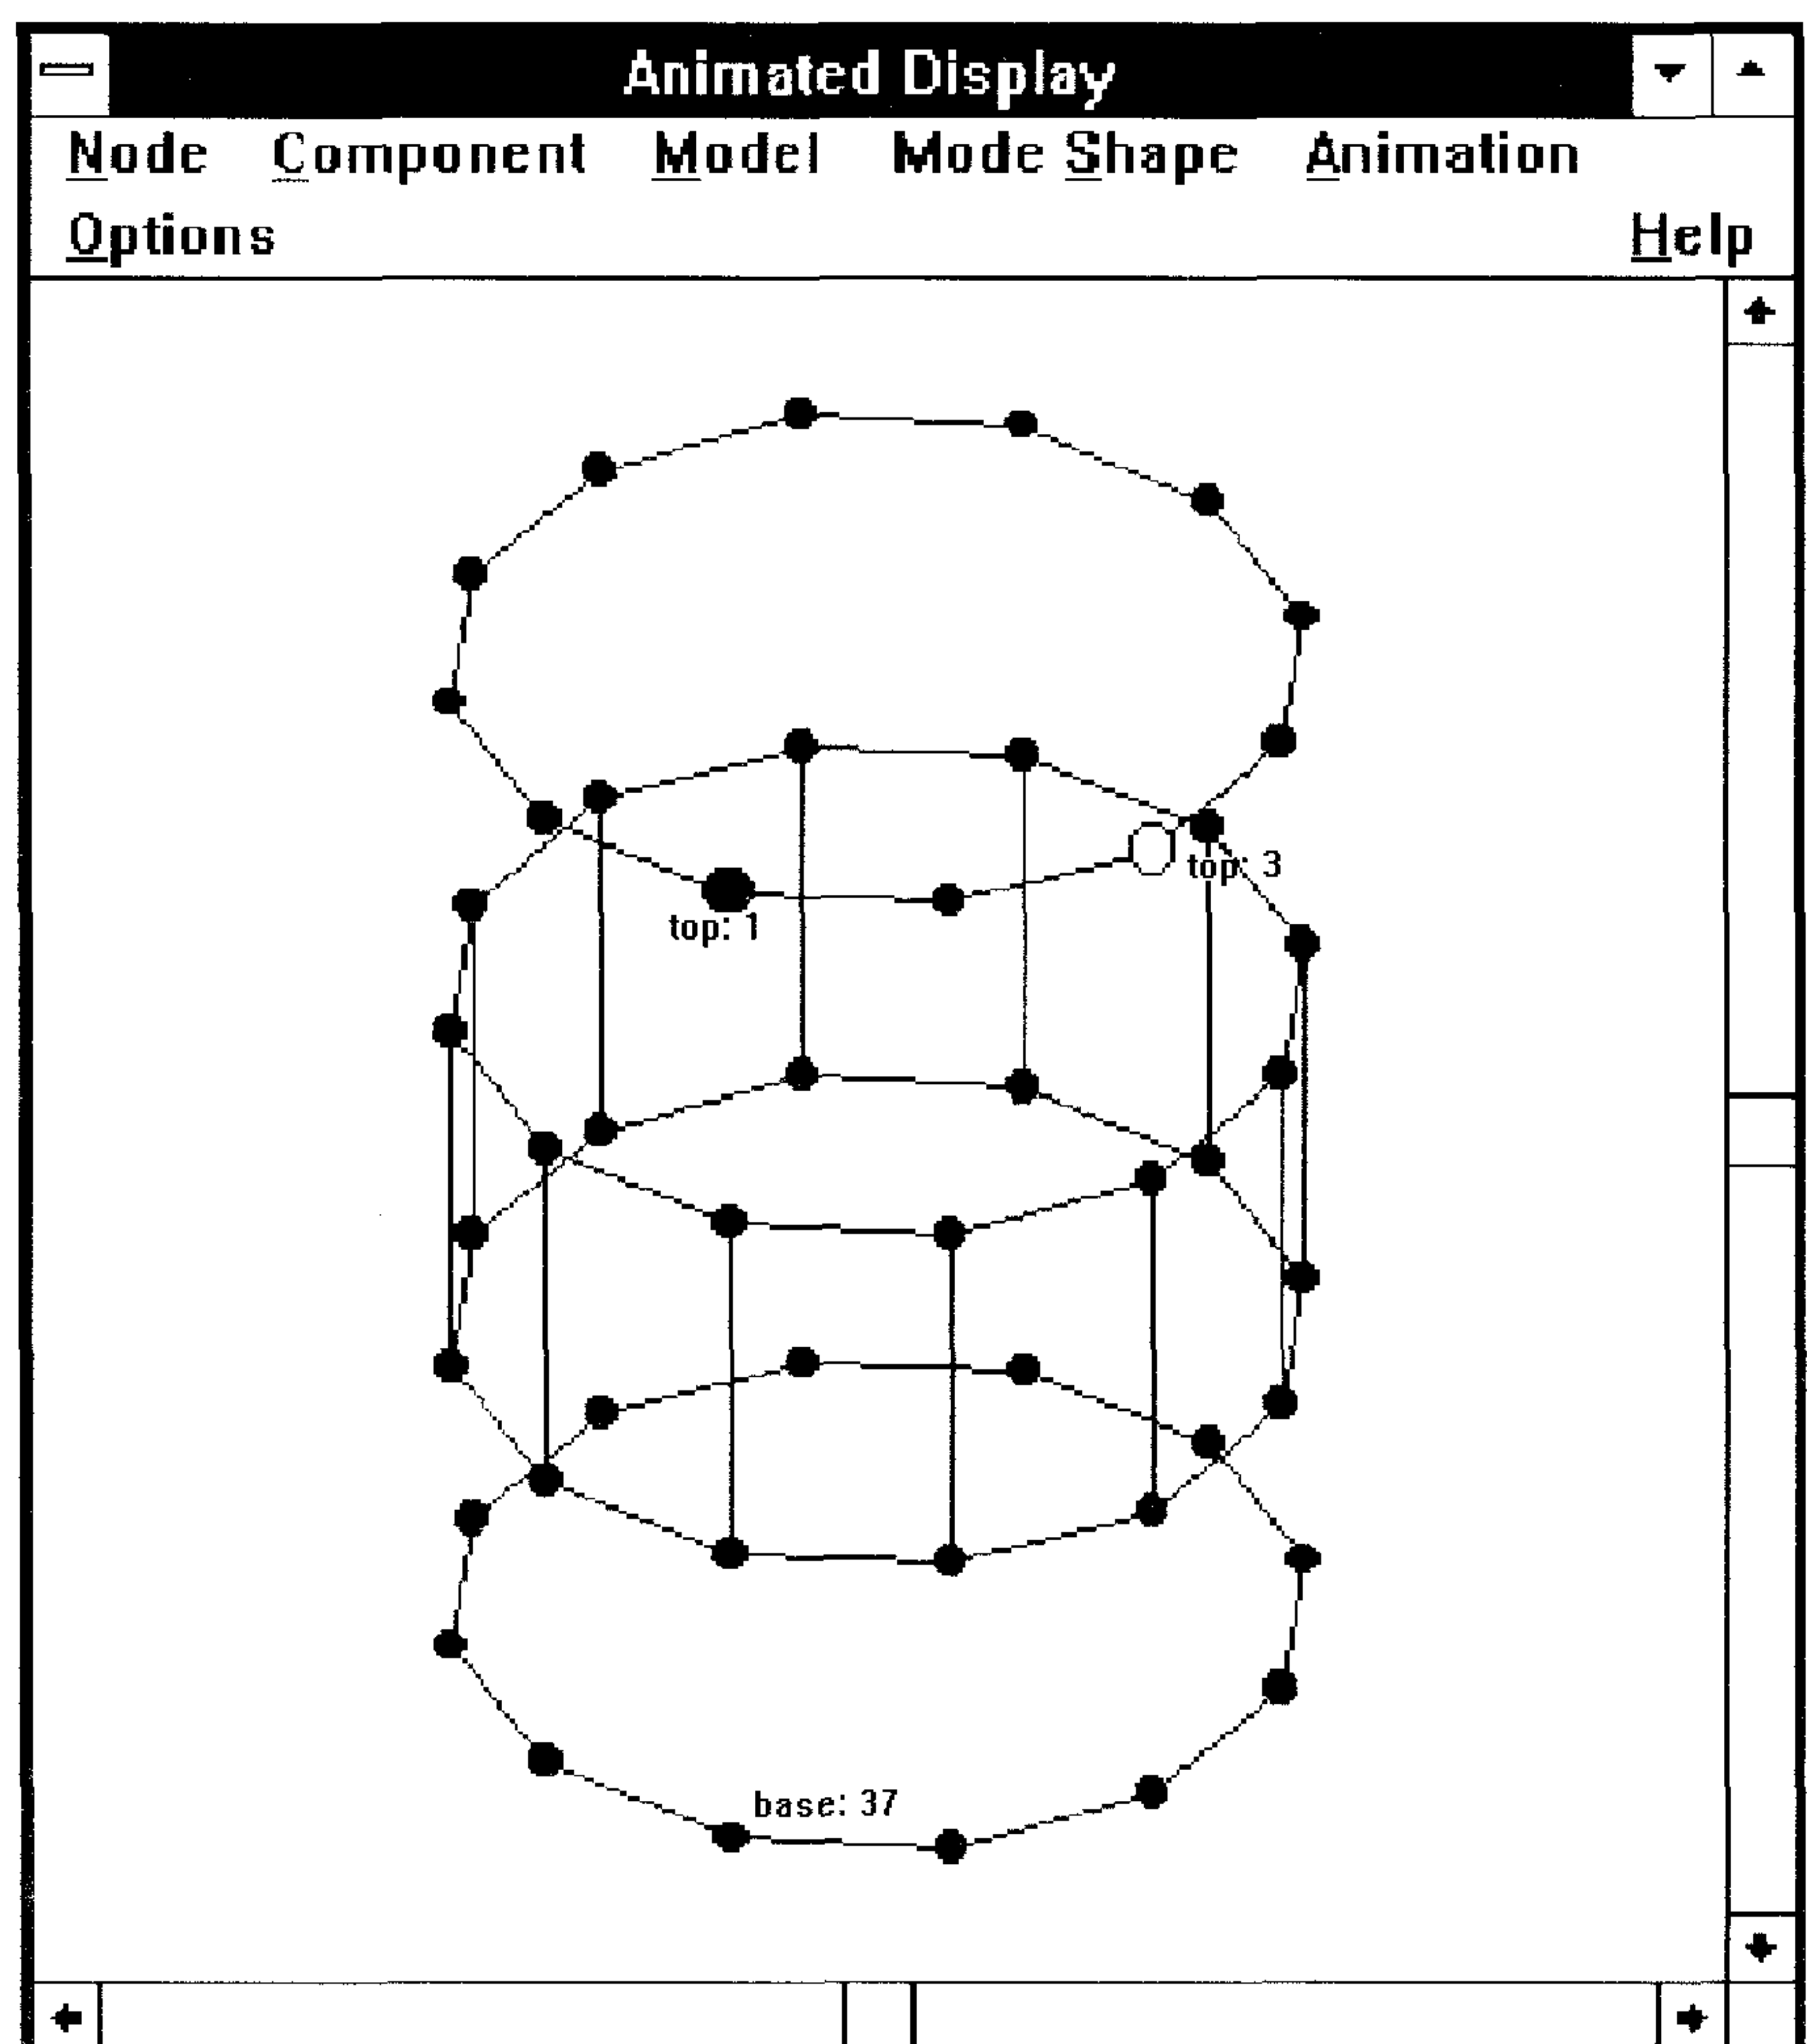 Animated Display
Node Component Model Mode Shape Animation
Options Help
top: 3
top: 1
base: 37